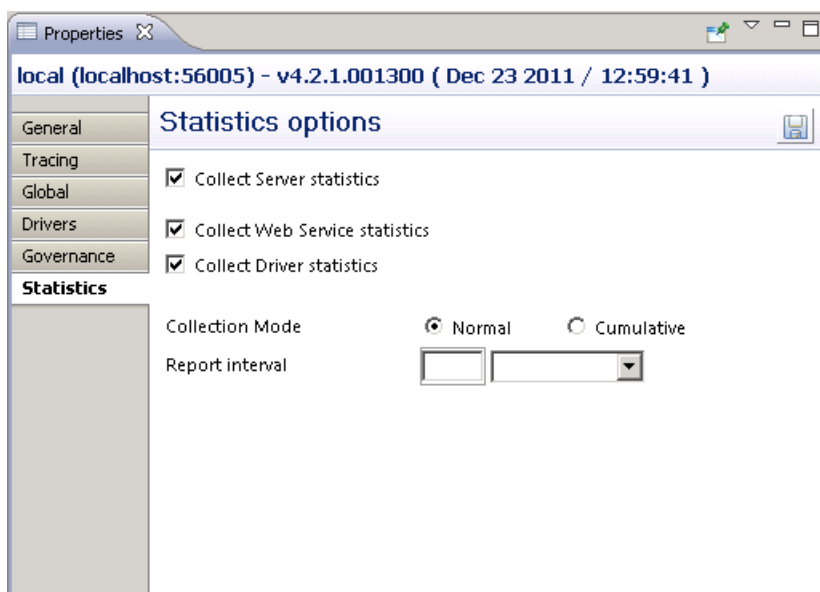 Properties
local (localhost:56005) - v4.2.1.001300 ( Dec 23 2011 / 12:59:41 )
General
Tracing
Global
Drivers
Governance
Statistics
Statistics options
Collect Server statistics
Collect Web Service statistics
Collect Driver statistics
Collection Mode Normal Cumulative
Report interval